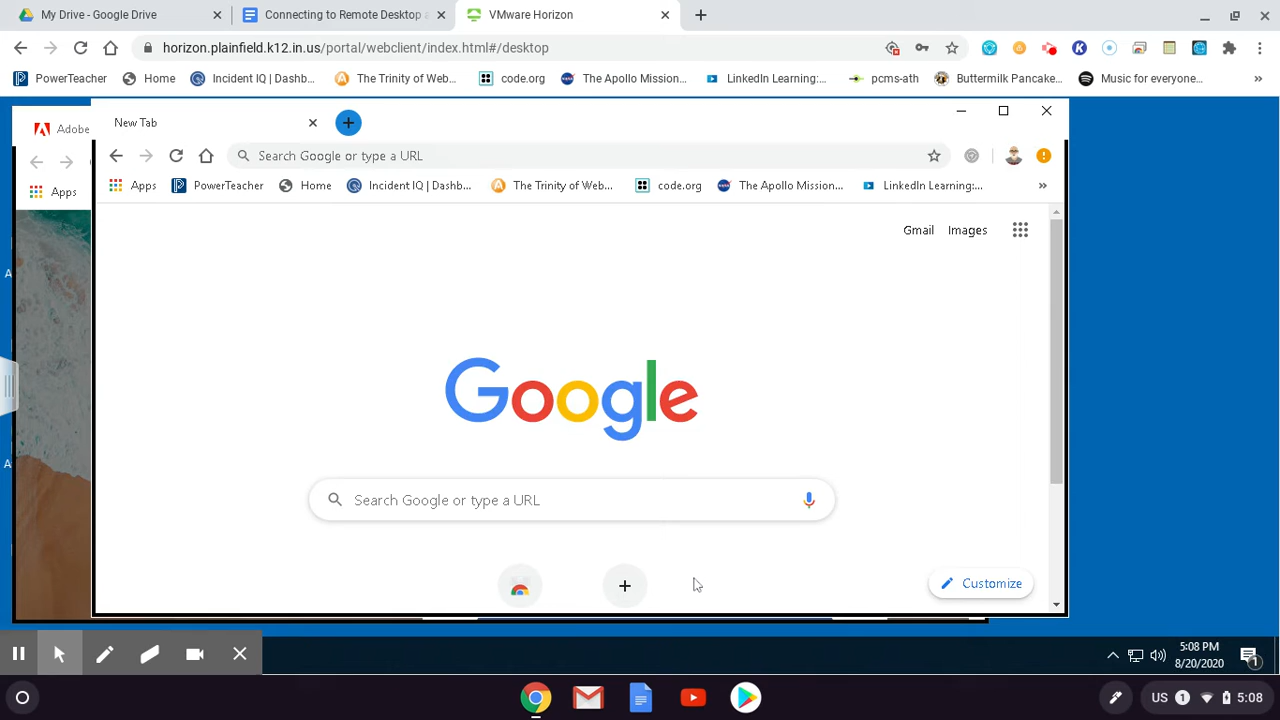 My Drive - Google Drive
Connecting to Remote Desktop a
VMware Horizon
horizon.plainfield.k12.in.us/portal/webclient/index.html#/desktop
PowerTeacher
Home
Incident IQ | Dashb...
The Trinity of Web...
code.org
The Apollo Mission...
LinkedIn Learning:...
pcms-ath
Buttermilk Pancake...
Music for everyone...
»
New Tab
Adobe
Search Google or type a URL
Apps
Apps
PowerTeacher
Home
Incident IQ | Dashb...
The Trinity of Web...
code.org
The Apollo Mission...
LinkedIn Learning:...
»
Gmail
Images
A
Google
A
Search Google or type a URL
Customize
5:08 PM
8/20/2020
1
US
1
5:08